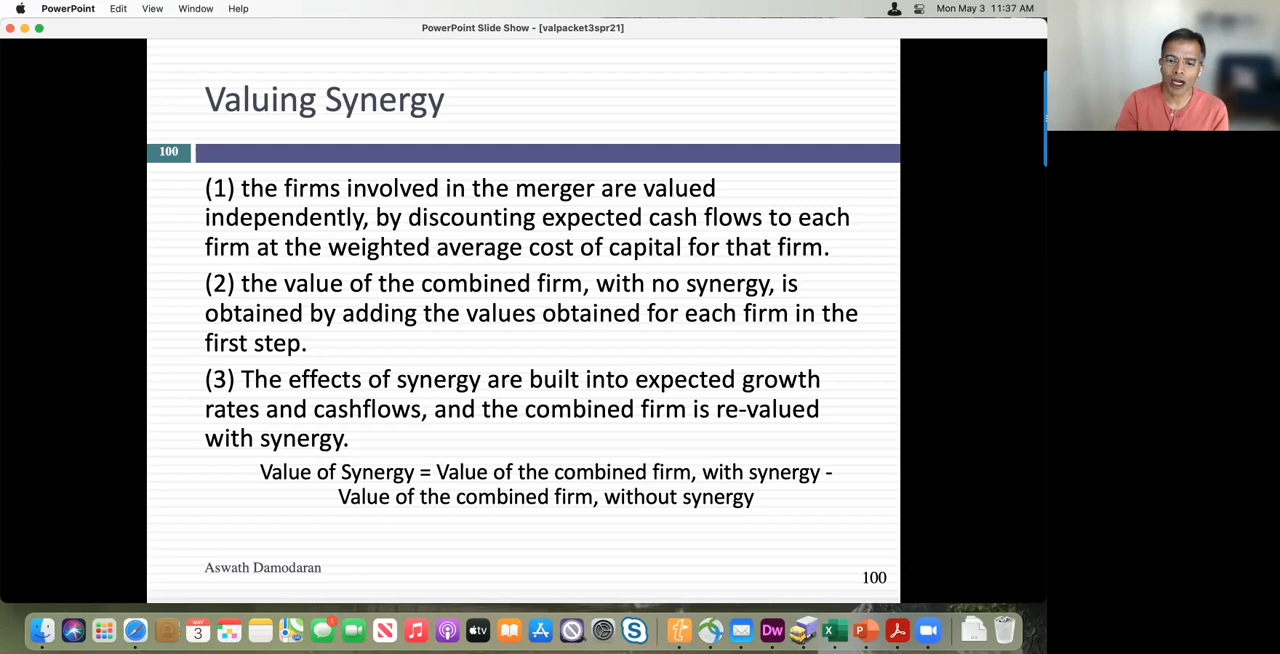 PowerPoint Edit View Window Help Mon May 3 11:37 AM
PowerPoint Slide Show - [valpacket3spr21]
Valuing Synergy
100
(1) the firms involved in the merger are valued
independently, by discounting expected cash flows to each
firm at the weighted average cost of capital for that firm.
(2) the value of the combined firm, with no synergy, is
obtained by adding the values obtained for each firm in the
first step.
(3) The effects of synergy are built into expected growth
rates and cashflows, and the combined firm is re-valued
with synergy.
Value of Synergy = Value of the combined firm, with synergy -
Value of the combined firm, without synergy
Aswath Damodaran
100
MAY
3
tv
Dw
X
P